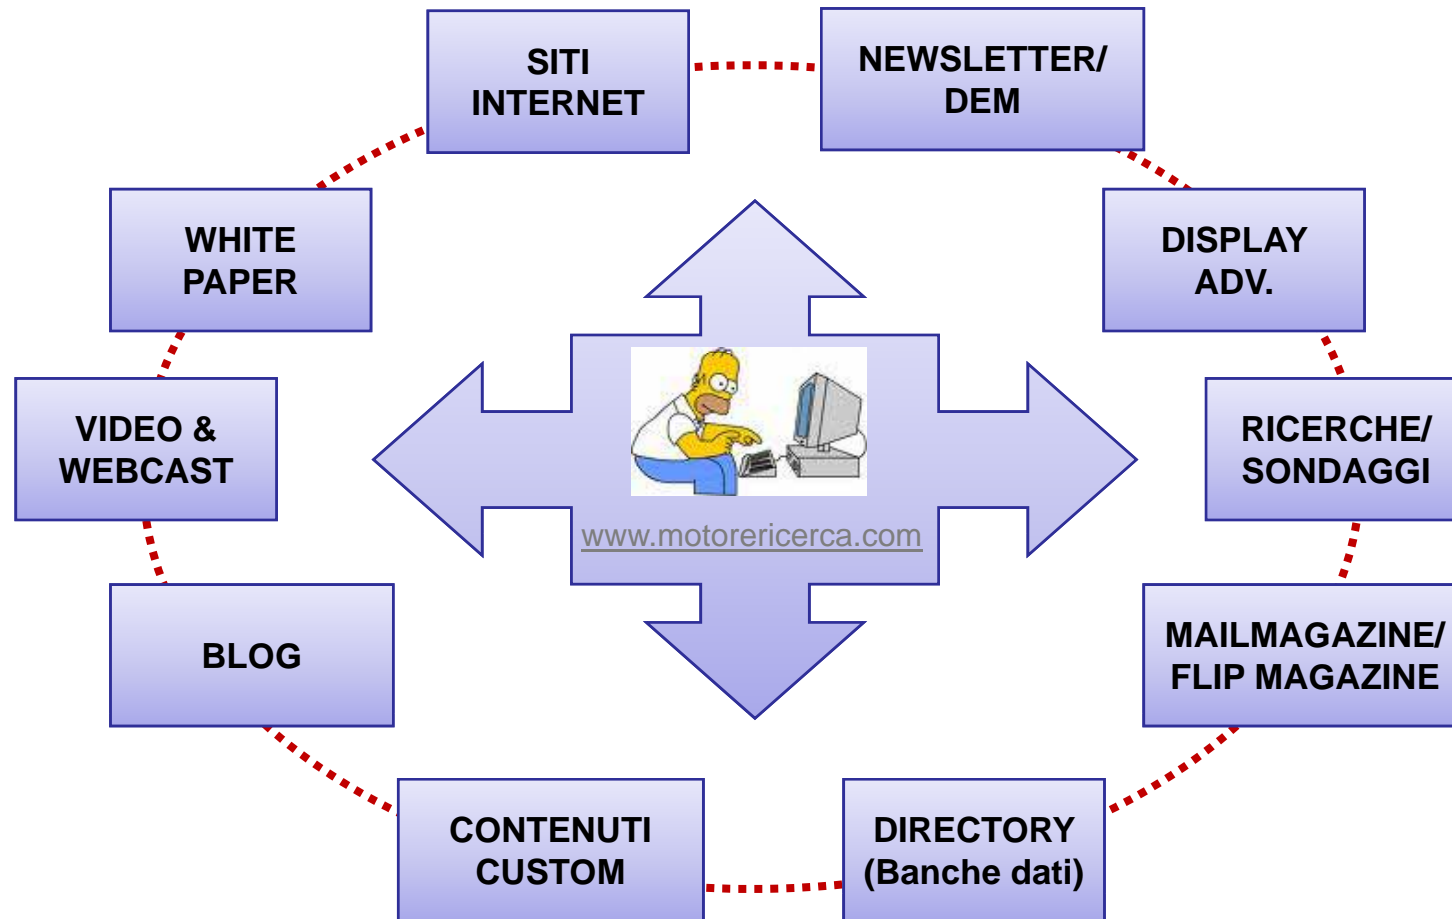 SITI
INTERNET
NEWSLETTER/
DEM
WHITE
PAPER
DISPLAY
ADV.
VIDEO &
WEBCAST
RICERCHE/
SONDAGGI
www.motorericerca.com
BLOG
MAILMAGAZINE/
FLIP MAGAZINE
CONTENUTI
CUSTOM
DIRECTORY
(Banche dati)